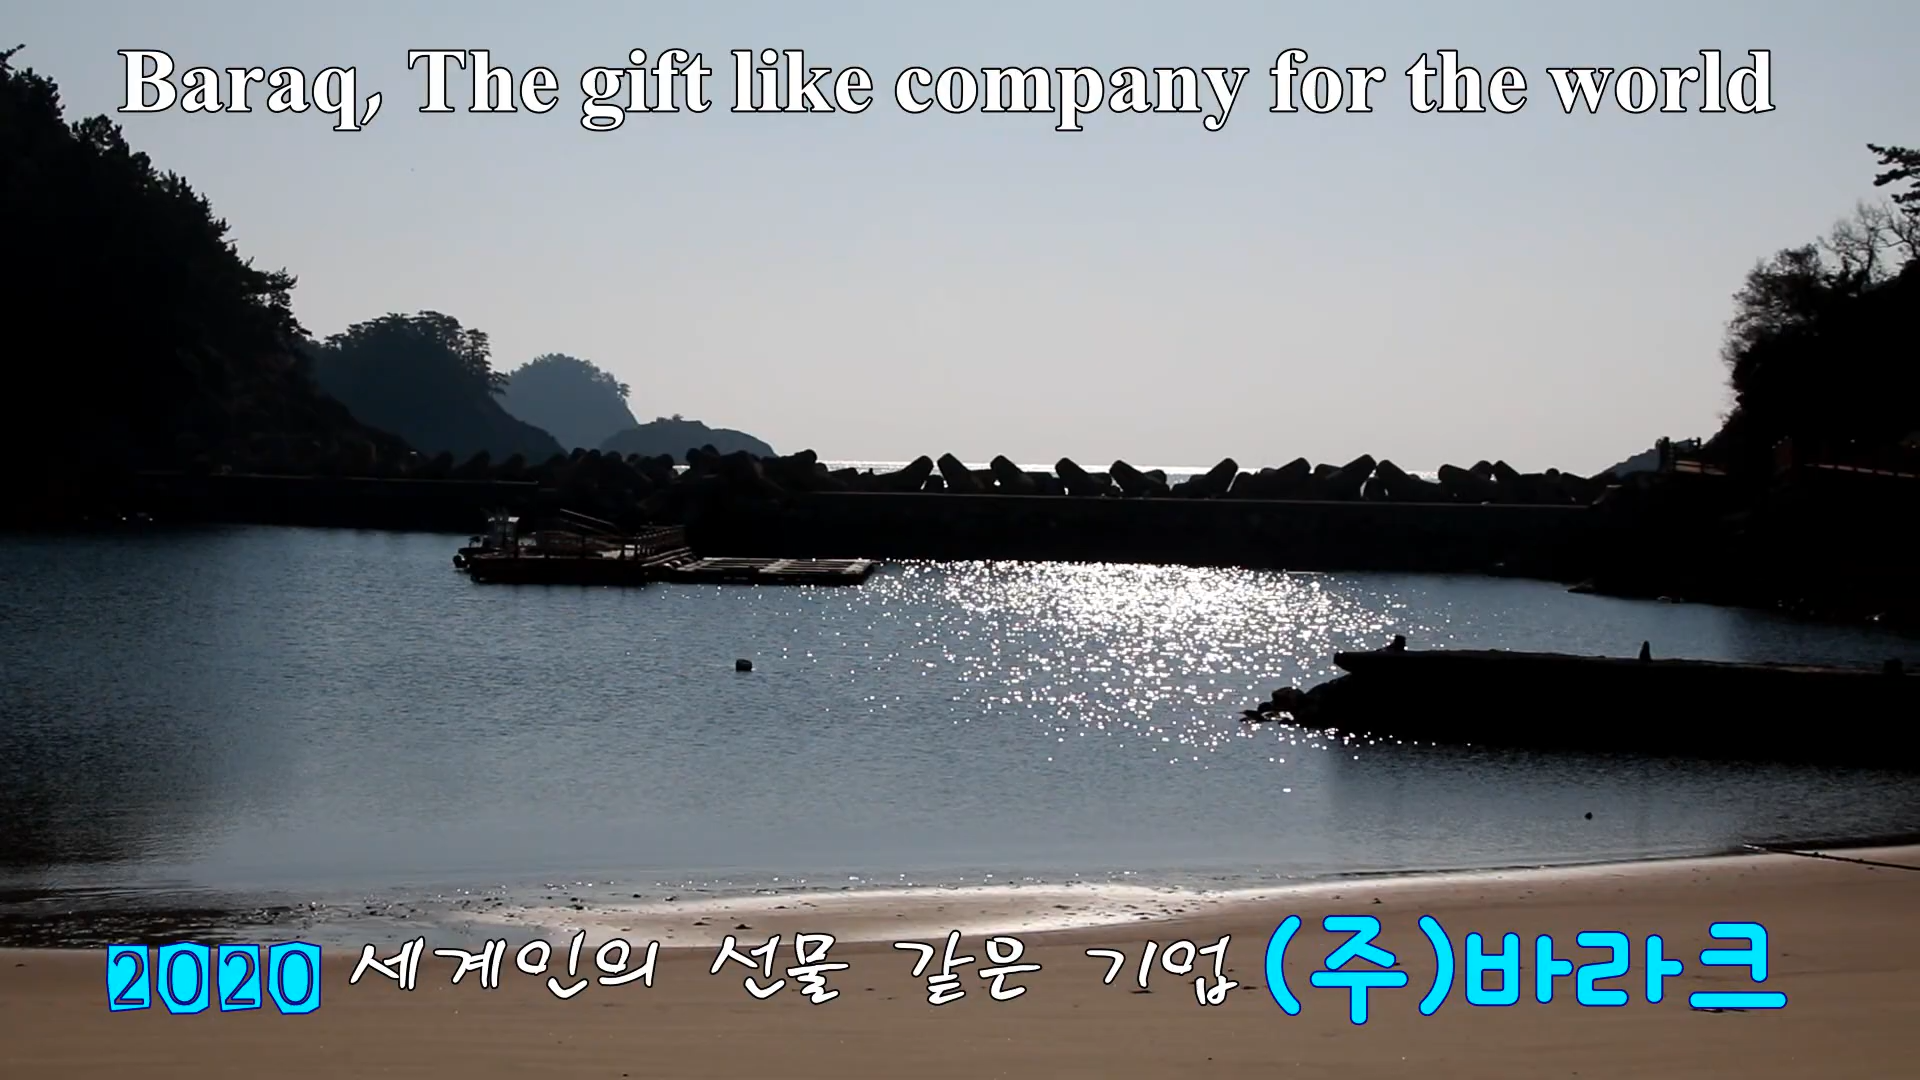 Baraq, The gift like company for the world
2020 세계인의 선물 같은 기업 (주)바라크